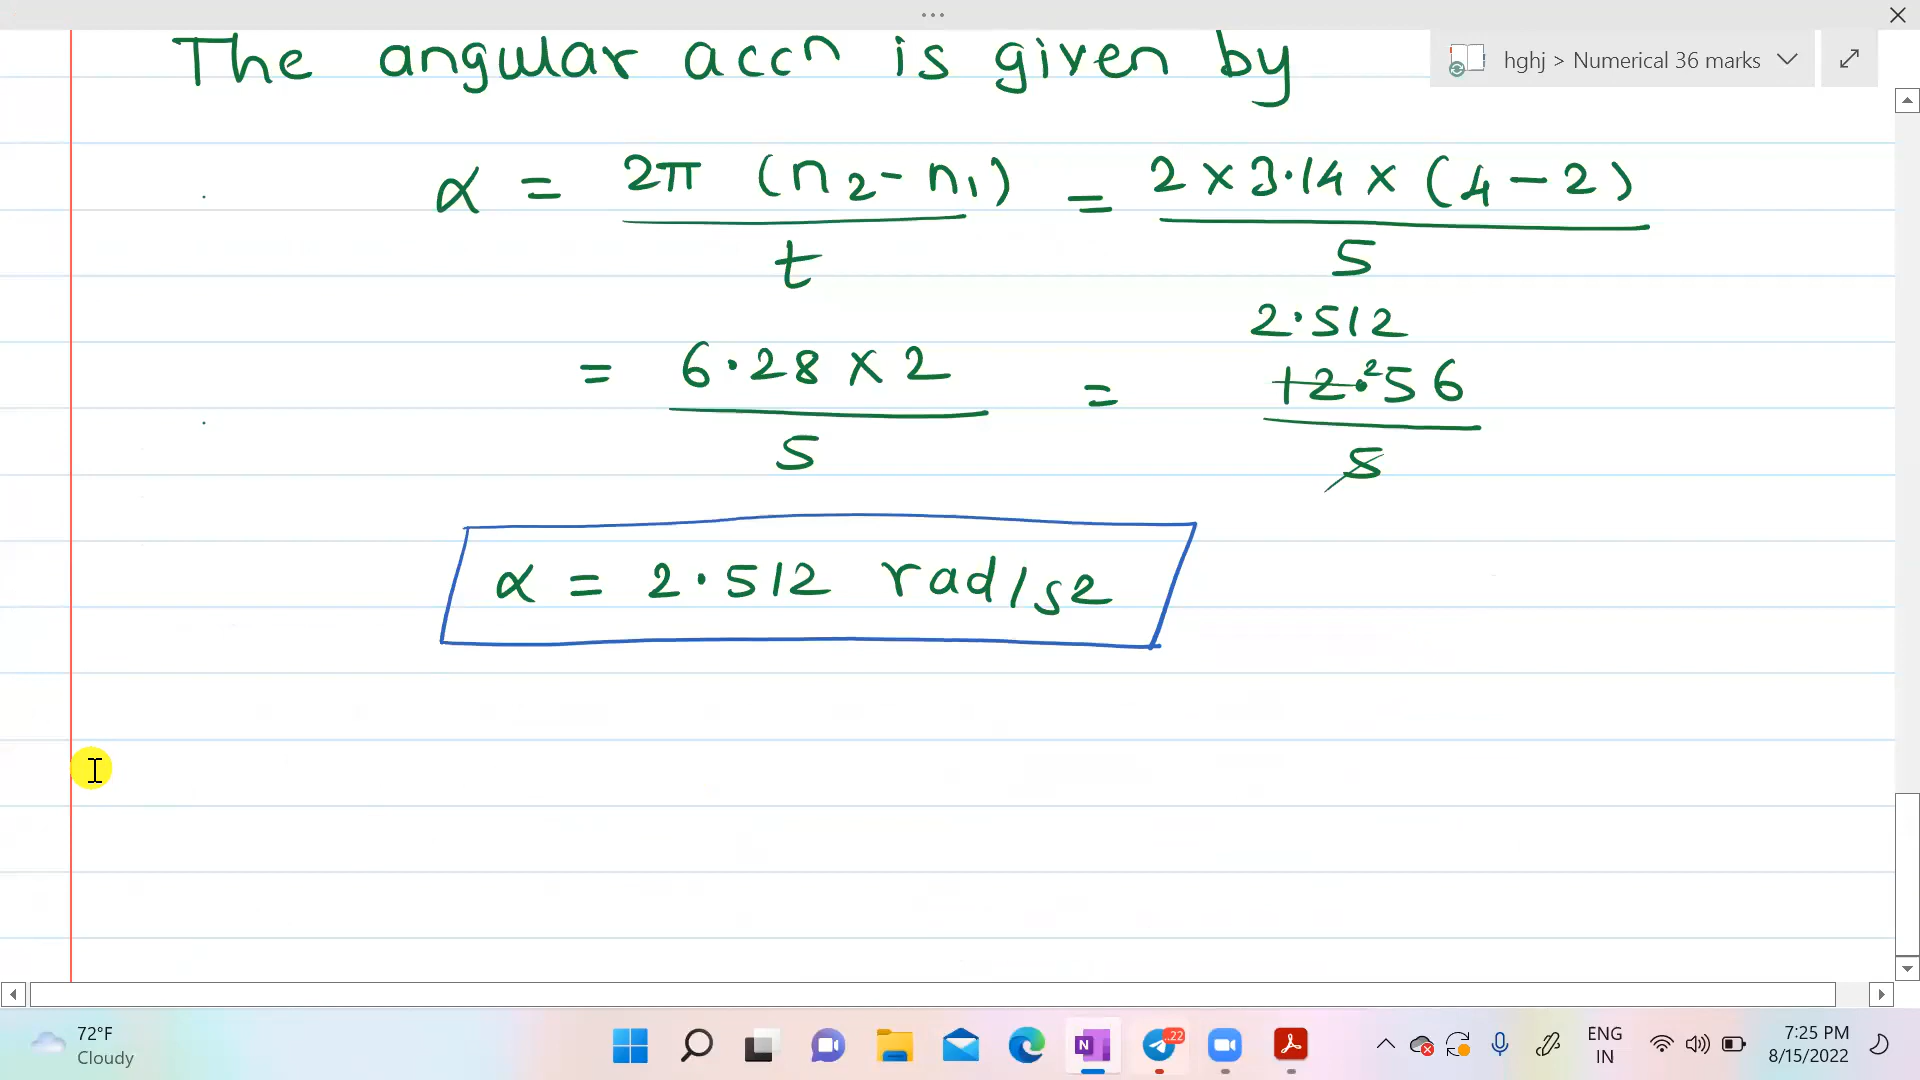 The angular accn is given by
hghj > Numerical 36 marks
α = 2π (n2 - n1) / t = 2 × 3.14 × (4 - 2) / 5
2.512
= 6.28 × 2 / 5 = 12.256 / 5
α = 2.512 rad/s2
72°F
Cloudy
22
ENG
IN
7:25 PM
8/15/2022